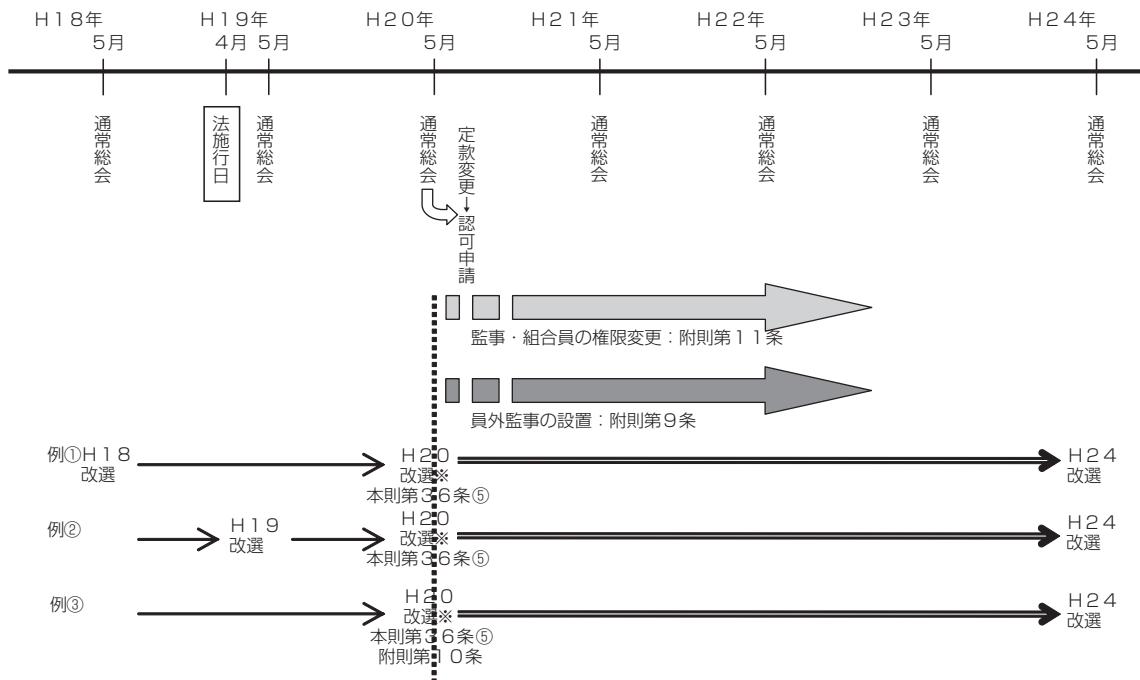 H18年
5月
H19年
4月
5月
H20年
5月
H21年
5月
H22年
5月
H23年
5月
H24年
5月
通常総会
法施行日
通常総会
通常総会
定款変更→認可申請
通常総会
通常総会
通常総会
通常総会
監事・組合員の権限変更：附則第11条
員外監事の設置：附則第9条
例①H18
改選
H20
改選※
本則第36条⑤
H24
改選
例②
H19
改選
H20
改選※
本則第36条⑤
H24
改選
例③
H20
改選※
本則第36条⑤
附則第10条
H24
改選